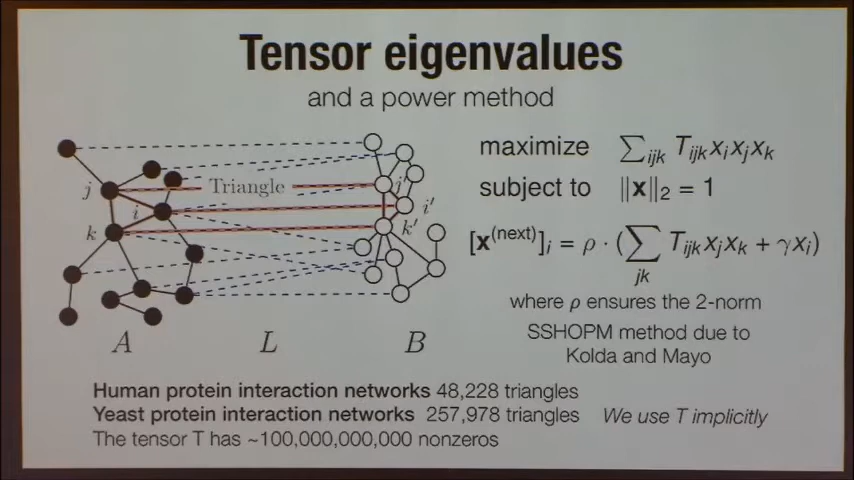 Tensor eigenvalues
and a power method
j
Triangle
j'
i
i'
k
k'
A
L
B
maximize ∑ijk Tijk xi xj xk
subject to ‖x‖2 = 1
[x(next)]i = ρ · (∑jk Tijk xj xk + γxi)
where ρ ensures the 2-norm
SSHOPM method due to
Kolda and Mayo
Human protein interaction networks 48,228 triangles
Yeast protein interaction networks 257,978 triangles We use T implicitly
The tensor T has ~100,000,000,000 nonzeros